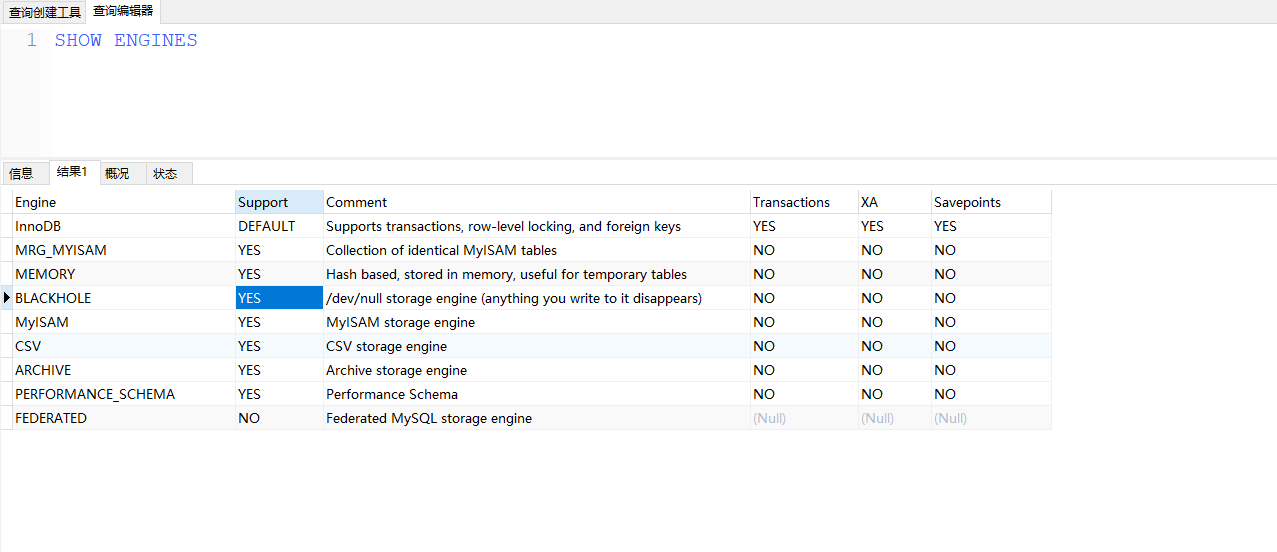 查询创建工具 查询编辑器
1 SHOW ENGINES
信息 结果1 概况 状态
Engine Support Comment Transactions XA Savepoints
InnoDB DEFAULT Supports transactions, row-level locking, and foreign keys YES YES YES
MRG_MYISAM YES Collection of identical MyISAM tables NO NO NO
MEMORY YES Hash based, stored in memory, useful for temporary tables NO NO NO
BLACKHOLE YES /dev/null storage engine (anything you write to it disappears) NO NO NO
MyISAM YES MyISAM storage engine NO NO NO
CSV YES CSV storage engine NO NO NO
ARCHIVE YES Archive storage engine NO NO NO
PERFORMANCE_SCHEMA YES Performance Schema NO NO NO
FEDERATED NO Federated MySQL storage engine (Null) (Null) (Null)